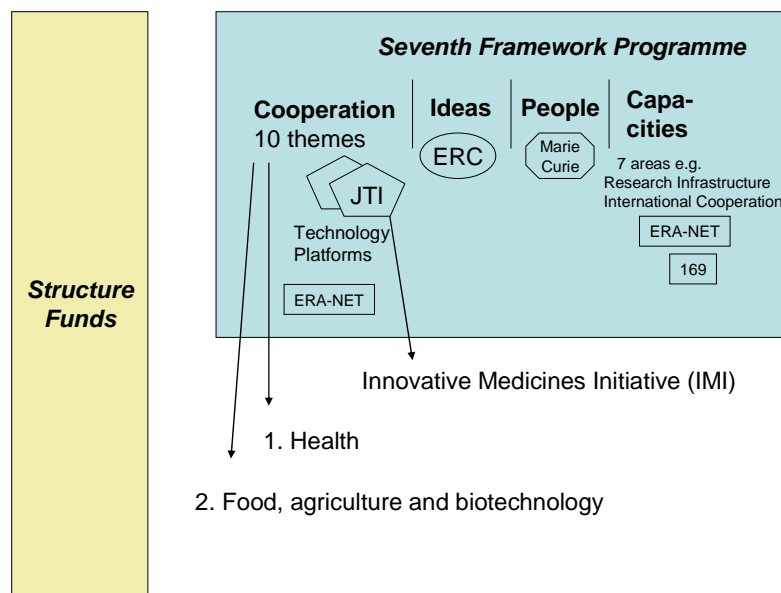 Seventh Framework Programme
Cooperation
10 themes
Ideas
People
Capa-
cities
ERC
Marie
Curie
7 areas e.g.
Research Infrastructure
International Cooperation
JTI
Technology
Platforms
ERA-NET
ERA-NET
169
Structure
Funds
Innovative Medicines Initiative (IMI)
1. Health
2. Food, agriculture and biotechnology